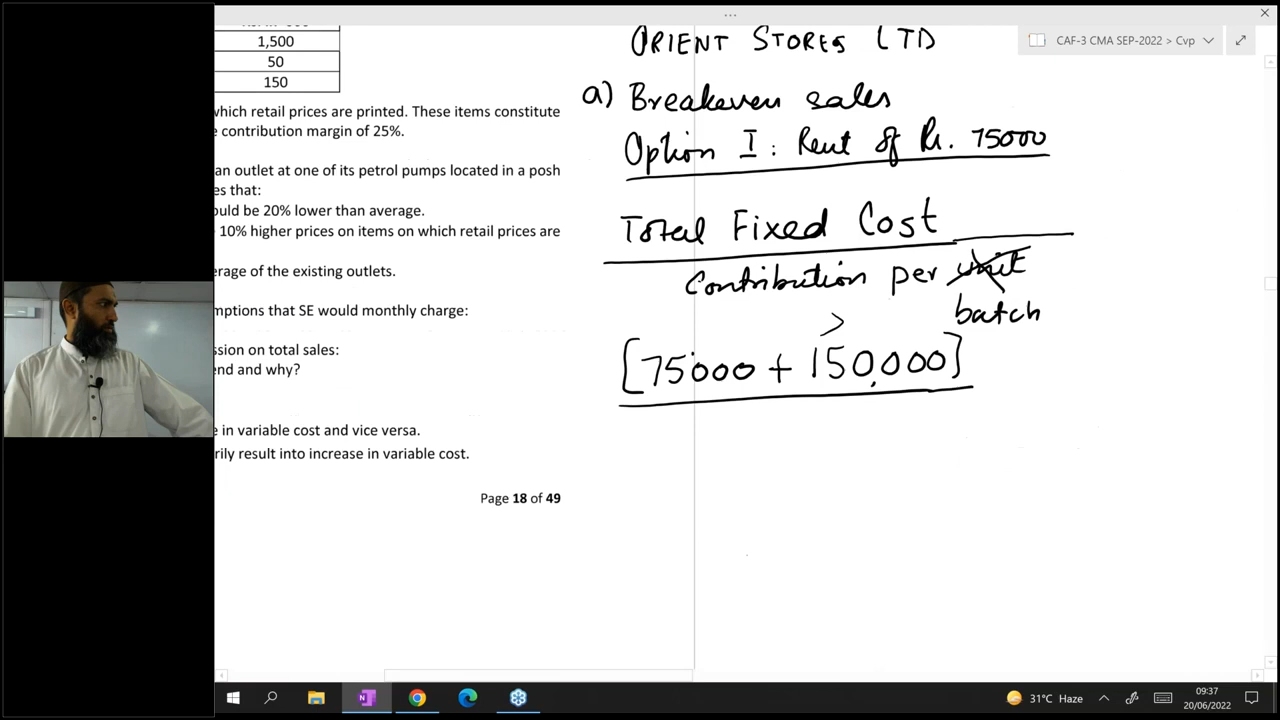 1,500
50
150
which retail prices are printed. These items constitute
contribution margin of 25%.
an outlet at one of its petrol pumps located in a posh
es that:
ould be 20% lower than average.
10% higher prices on items on which retail prices are
erage of the existing outlets.
mptions that SE would monthly charge:
ssion on total sales:
end and why?
e in variable cost and vice versa.
rily result into increase in variable cost.
Page 18 of 49
CAF-3 CMA SEP-2022 > Cvp
ORIENT STORES LTD
a) Breakeven sales
Option I : Rent of Rs. 75000
Total Fixed Cost
Contribution per unit
batch
[75000 + 150,000]
31°C Haze
09:37
20/06/2022